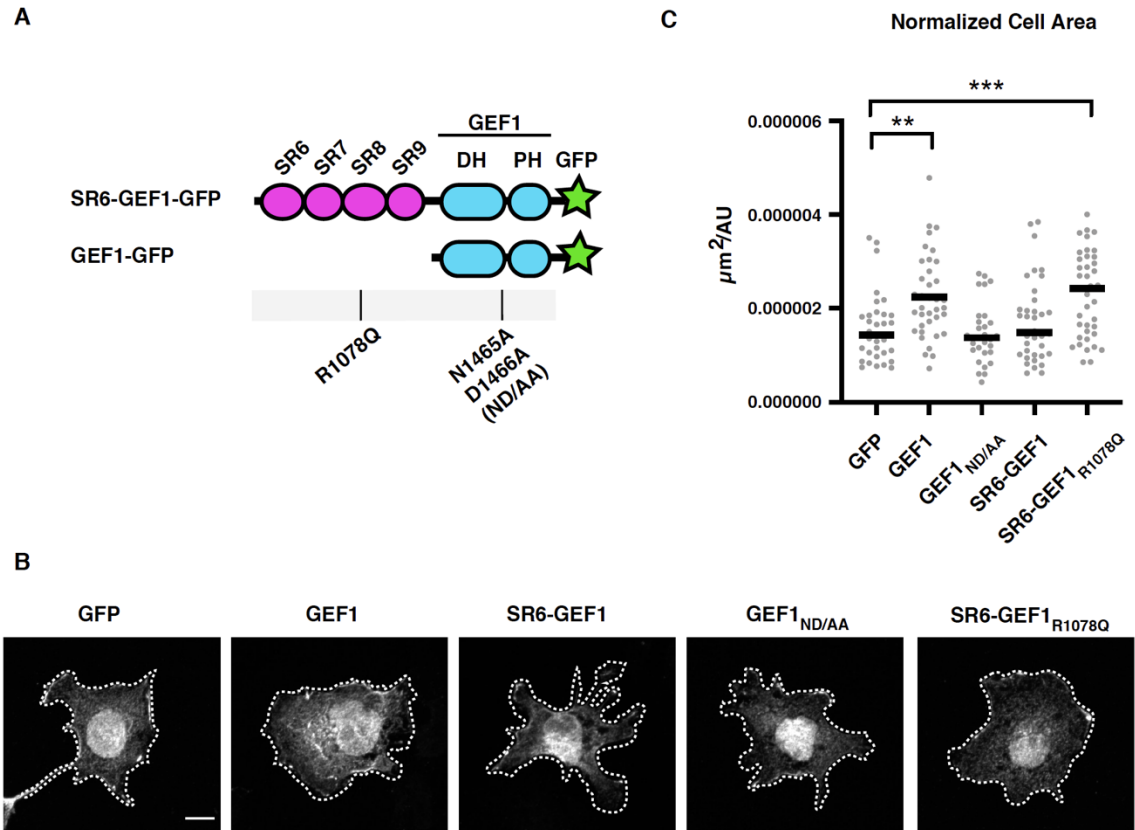 A
SR6 SR7 SR8 SR9
GEF1
DH PH GFP
SR6-GEF1-GFP
GEF1-GFP
R1078Q
N1465A
D1466A
(ND/AA)
C
Normalized Cell Area
***
**
µm2/AU
0.000006
0.000004
0.000002
0.000000
GFP
GEF1
GEF1ND/AA
SR6-GEF1
SR6-GEF1R1078Q
B
GFP GEF1 SR6-GEF1 GEF1ND/AA SR6-GEF1R1078Q